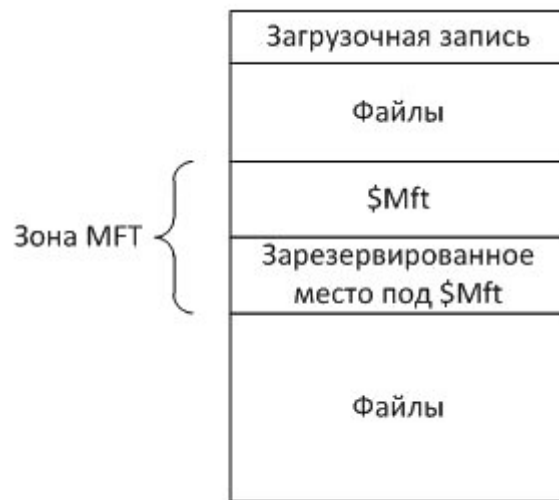 Загрузочная запись
Файлы
$Mft
Зона MFT
Зарезервированное
место под $Mft
Файлы